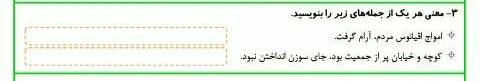 ۳- معنی هر یک از جمله‌های زیر را بنویسید.
امواج اقیانوس مردم، آرام گرفت.
کوچه و خیابان پر از جمعیت بود، جای سوزن انداختن نبود.